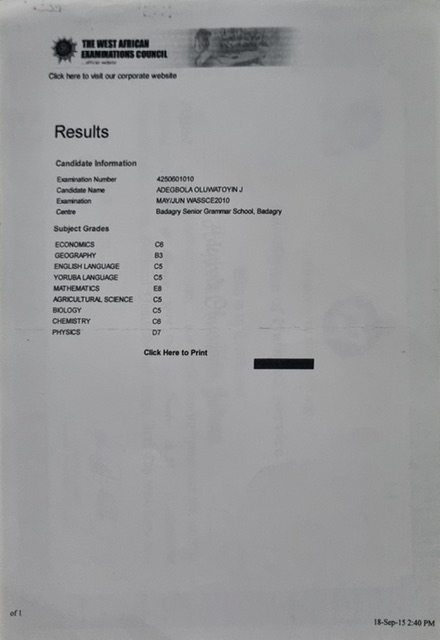 THE WEST AFRICAN
EXAMINATIONS COUNCIL
Click here to visit our corporate website
Results
Candidate Information
Examination Number 4250601010
Candidate Name ADEGBOLA OLUWATOYIN J
Examination MAY/JUN WASSCE2010
Centre Badagry Senior Grammar School, Badagry
Subject Grades
ECONOMICS C6
GEOGRAPHY B3
ENGLISH LANGUAGE C5
YORUBA LANGUAGE C5
MATHEMATICS E8
AGRICULTURAL SCIENCE C5
BIOLOGY C5
CHEMISTRY C6
PHYSICS D7
Click Here to Print
of 1
18-Sep-15 2:40 PM